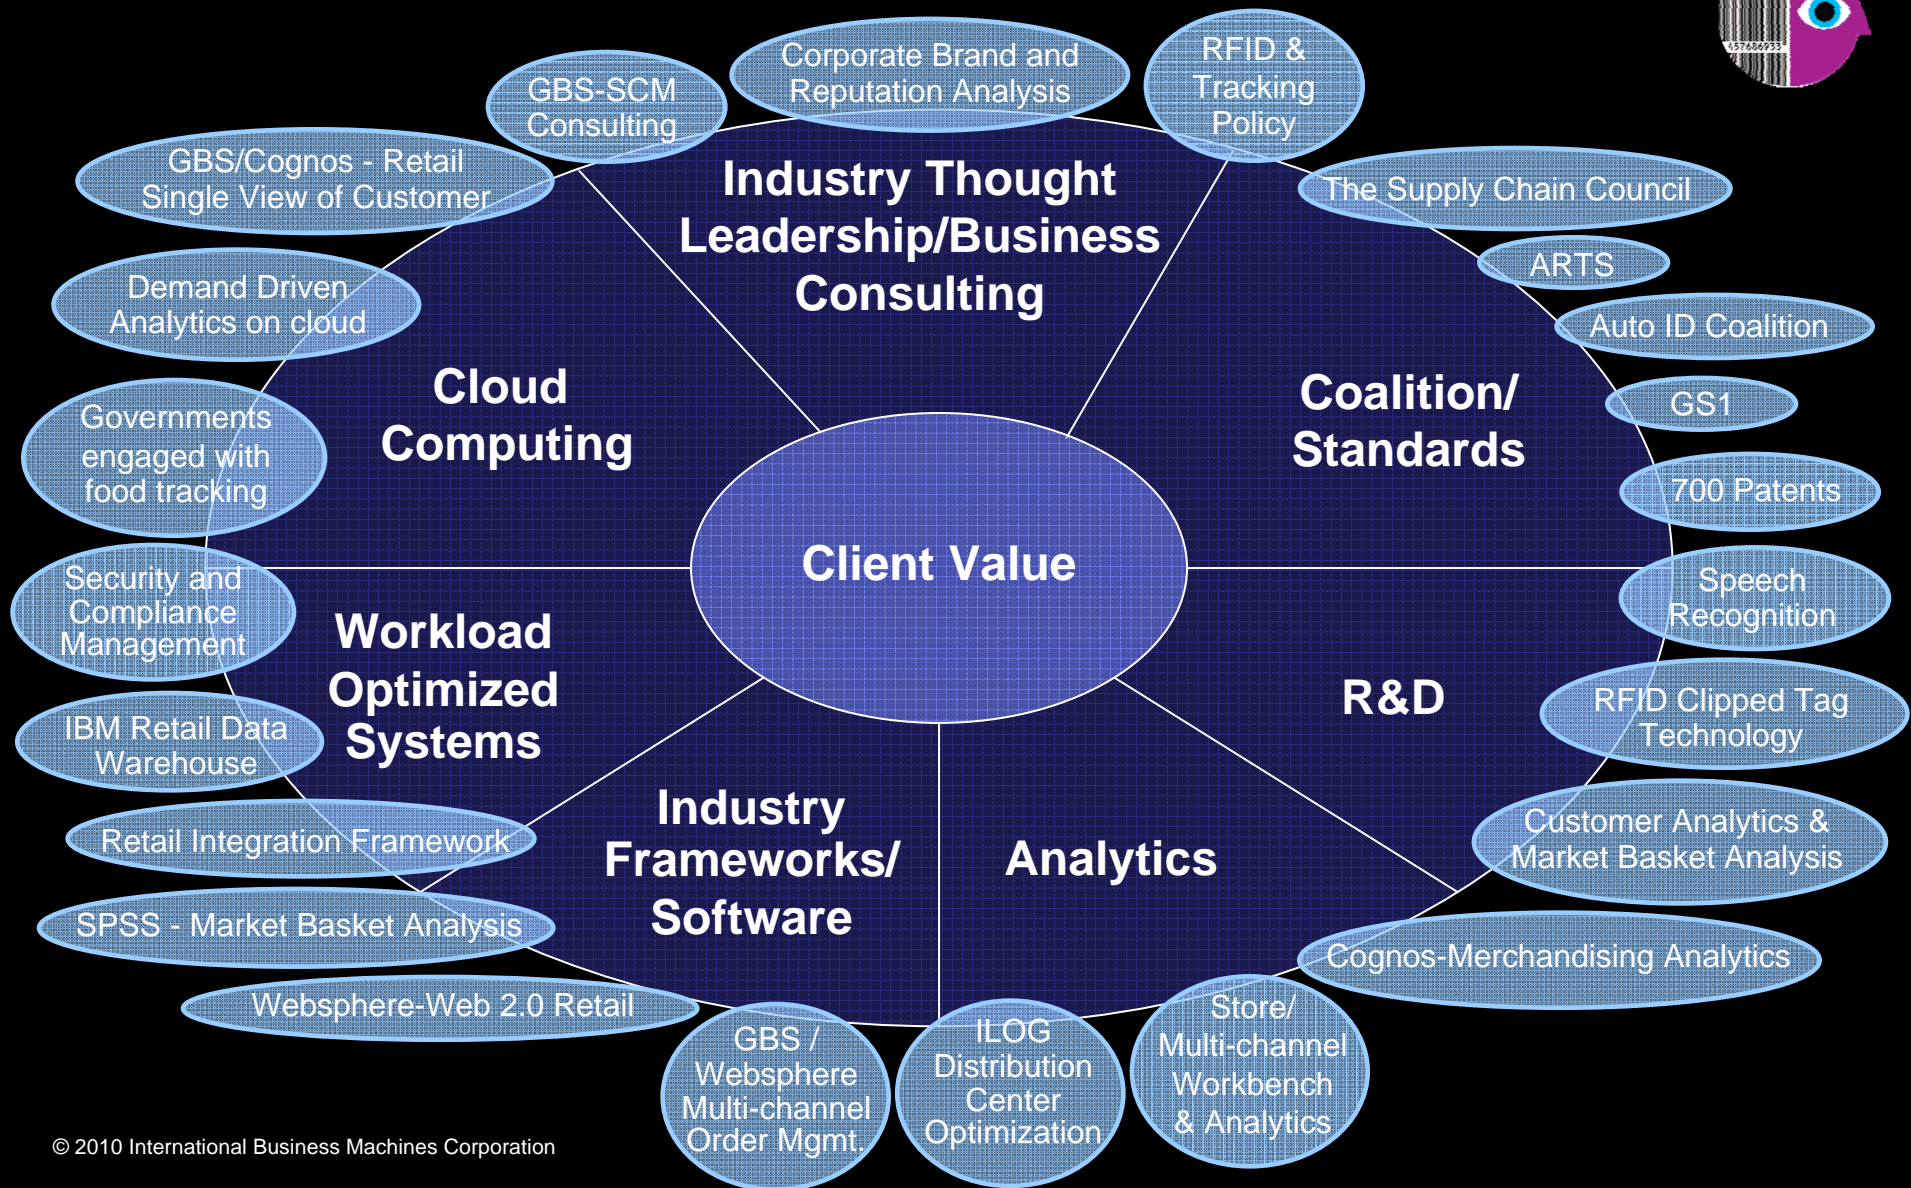 457686933
Corporate Brand and
Reputation Analysis
RFID &
Tracking
Policy
GBS-SCM
Consulting
GBS/Cognos - Retail
Single View of Customer
Industry Thought
Leadership/Business
Consulting
The Supply Chain Council
ARTS
Demand Driven
Analytics on cloud
Auto ID Coalition
Cloud
Computing
Coalition/
Standards
GS1
Governments
engaged with
food tracking
700 Patents
Client Value
Security and
Compliance
Management
Speech
Recognition
Workload
Optimized
Systems
R&D
RFID Clipped Tag
Technology
IBM Retail Data
Warehouse
Industry
Frameworks/
Software
Analytics
Customer Analytics &
Market Basket Analysis
Retail Integration Framework
SPSS - Market Basket Analysis
Cognos-Merchandising Analytics
Websphere-Web 2.0 Retail
GBS /
Websphere
Multi-channel
Order Mgmt.
ILOG
Distribution
Center
Optimization
Store/
Multi-channel
Workbench
& Analytics
© 2010 International Business Machines Corporation